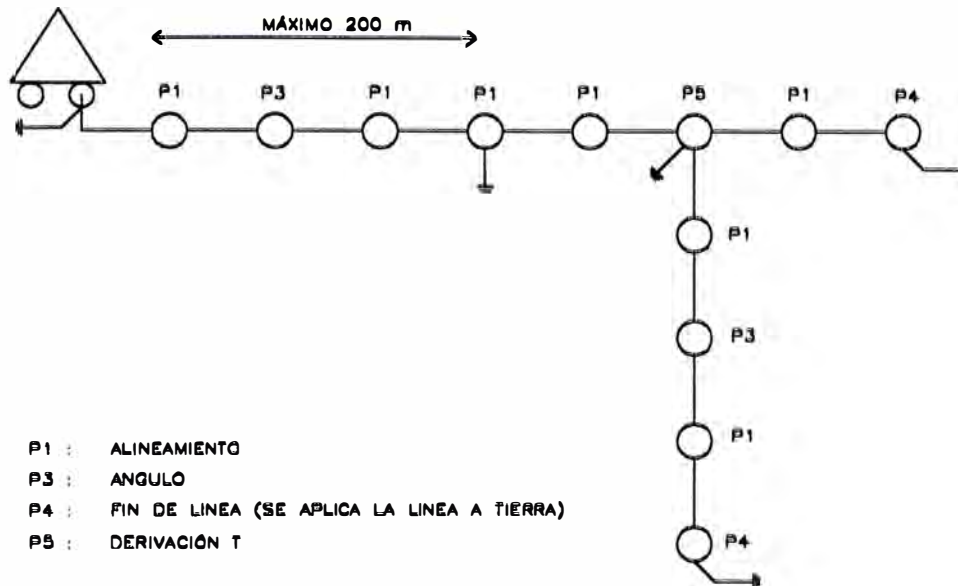 MÁXIMO 200 m
P1 P3 P1 P1 P1 P5 P1 P4
P1
P3
P1
P4
P1 : ALINEAMIENTO
P3 : ANGULO
P4 : FIN DE LINEA (SE APLICA LA LINEA A TIERRA)
P5 : DERIVACIÓN T